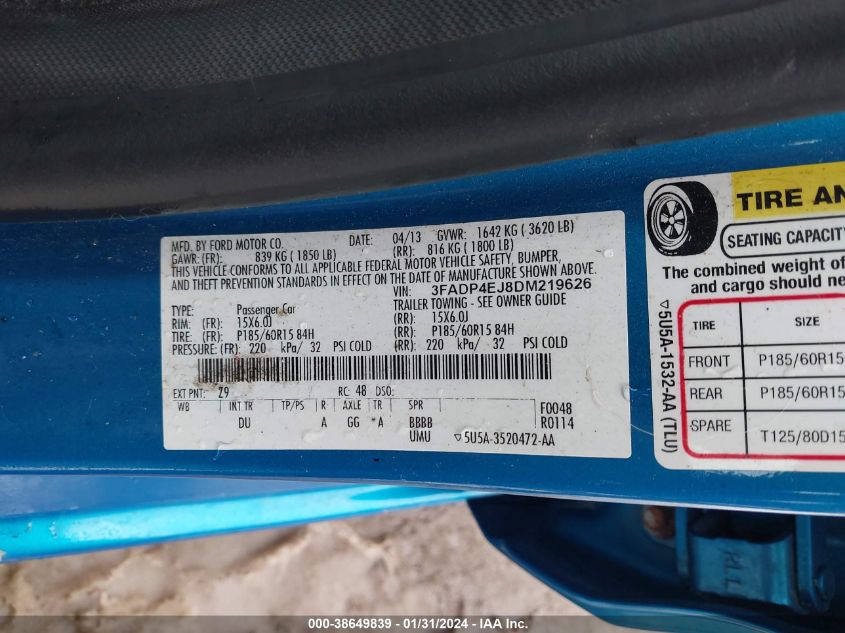 MFD. BY FORD MOTOR CO.
DATE: 04/13 GVWR: 1642 KG ( 3620 LB)
GAWR: (FR): 839 KG ( 1850 LB) (RR): 816 KG ( 1800 LB)
THIS VEHICLE CONFORMS TO ALL APPLICABLE FEDERAL MOTOR VEHICLE SAFETY, BUMPER,
AND THEFT PREVENTION STANDARDS IN EFFECT ON THE DATE OF MANUFACTURE SHOWN ABOVE.
VIN: 3FADP4EJ8DM219626
TYPE: Passenger Car TRAILER TOWING - SEE OWNER GUIDE
RIM: (FR): 15X6.0J (RR): 15X6.0J
TIRE: (FR): P185/60R15 84H (RR): P185/60R15 84H
PRESSURE: (FR): 220 kPa/ 32 PSI COLD (RR): 220 kPa/ 32 PSI COLD
EXT PNT: Z9 RC: 48 DSO:
WB INT TR TP/PS R AXLE TR SPR F0048
DU A GG *A BBBB R0114
UMU ▽5U5A-3520472-AA
TIRE AN
SEATING CAPACITY
The combined weight of
and cargo should ne
▽5U5A-1532-AA (TLU)
TIRE SIZE
FRONT P185/60R15
REAR P185/60R15
SPARE T125/80D15
H L
000-38649839 / 01/31/2024 / IAA Inc.